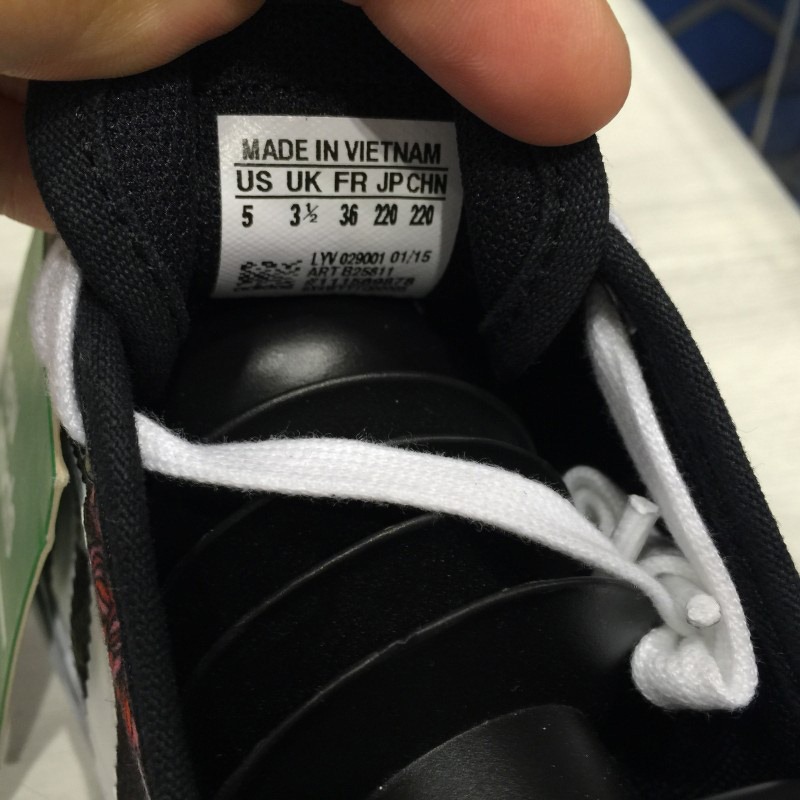 MADE IN VIETNAM
US UK FR JP CHN
5 3½ 36 220 220
LYV 029001 01/15
ART B25811